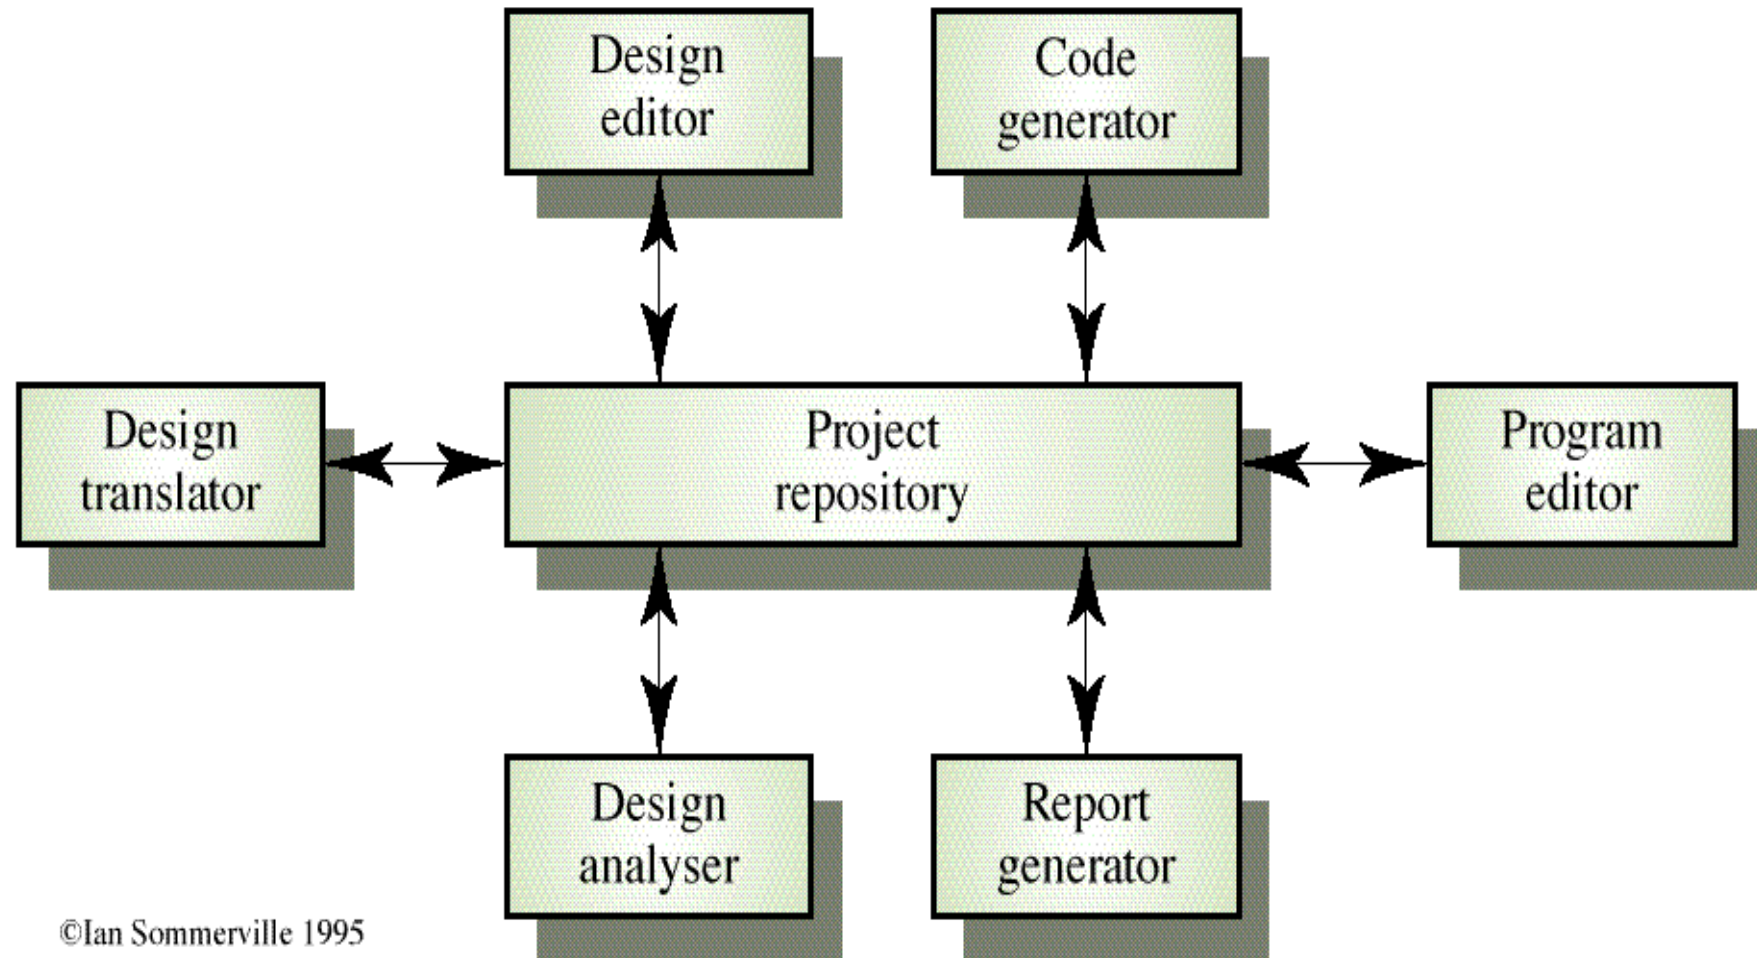 Design
editor
Code
generator
Design
translator
Project
repository
Program
editor
Design
analyser
Report
generator
©Ian Sommerville 1995